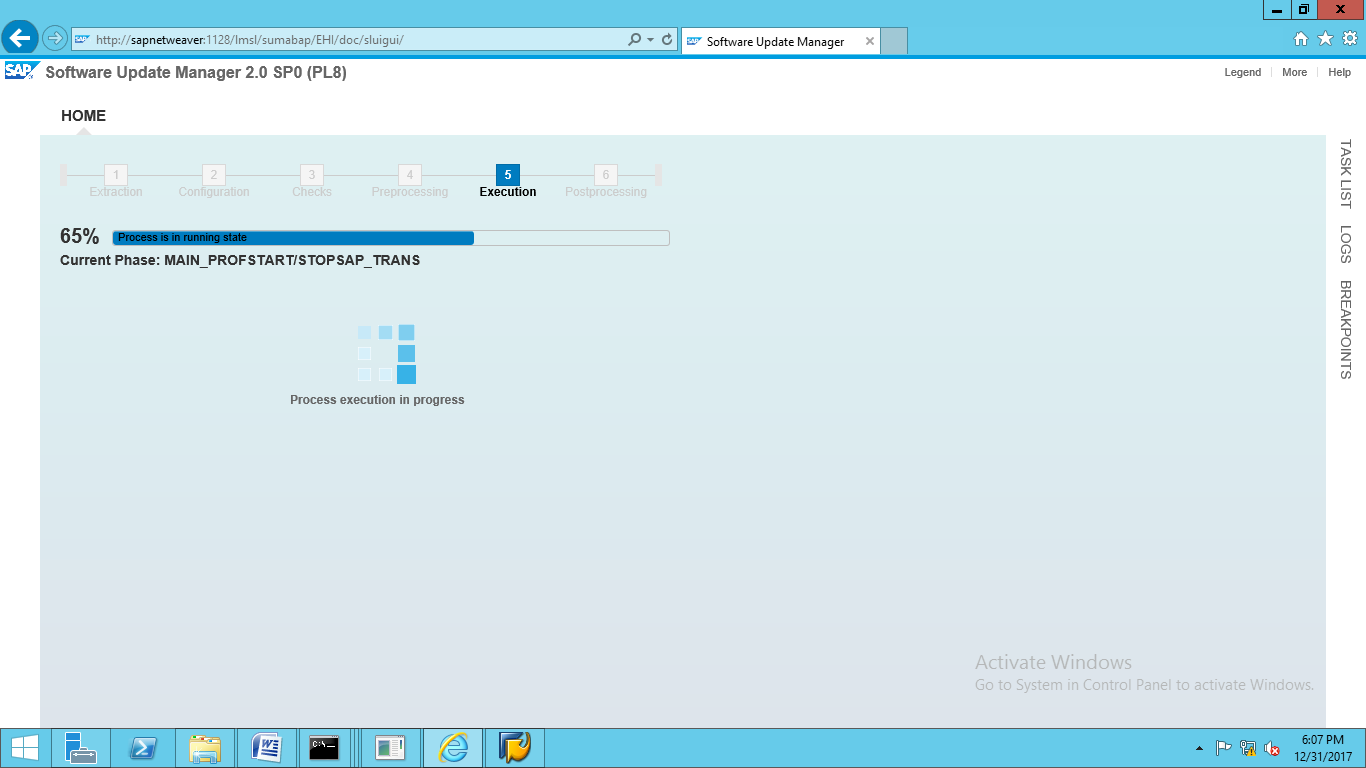 http://sapnetweaver:1128/lmsl/sumabap/EHI/doc/sluigui/
Software Update Manager
SAP Software Update Manager 2.0 SP0 (PL8)
Legend More Help
HOME
1 2 3 4 5 6
Extraction Configuration Checks Preprocessing Execution Postprocessing
65% Process is in running state
Current Phase: MAIN_PROFSTART/STOPSAP_TRANS
Process execution in progress
TASK LIST
LOGS
BREAKPOINTS
Activate Windows
Go to System in Control Panel to activate Windows.
6:07 PM
12/31/2017